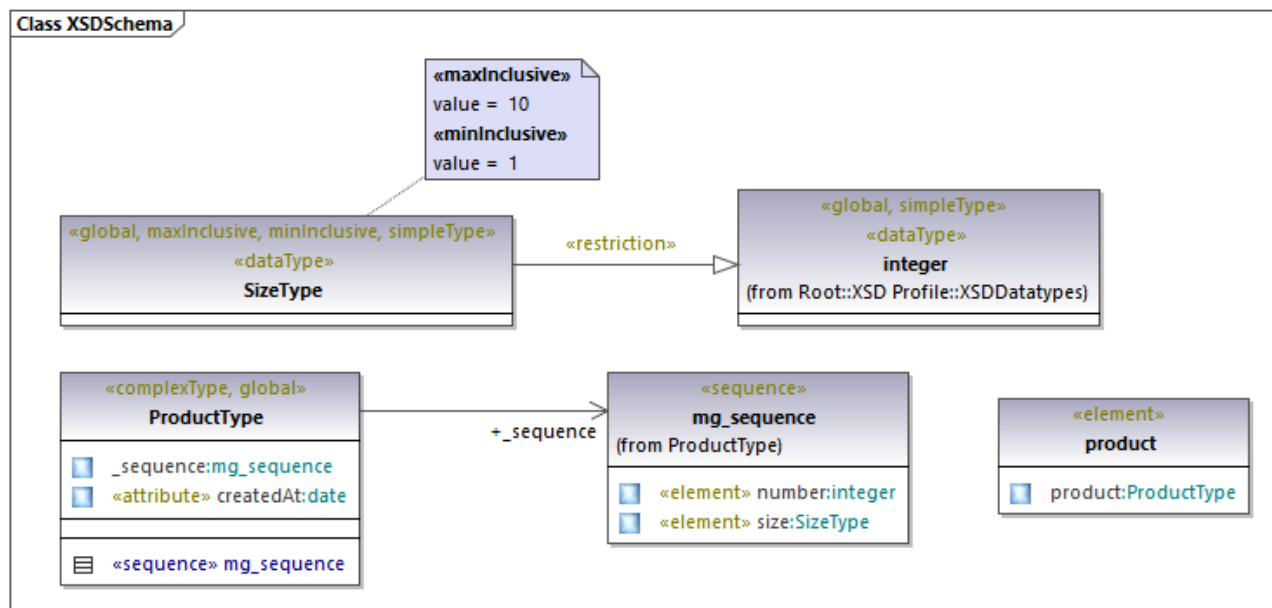 Class XSDSchema
«maxInclusive»
value = 10
«minInclusive»
value = 1
«global, maxInclusive, minInclusive, simpleType»
«dataType»
SizeType
«restriction»
«global, simpleType»
«dataType»
integer
(from Root::XSD Profile::XSDDatatypes)
«complexType, global»
ProductType
_sequence:mg_sequence
«attribute» createdAt:date
«sequence» mg_sequence
+_sequence
«sequence»
mg_sequence
(from ProductType)
«element» number:integer
«element» size:SizeType
«element»
product
product:ProductType